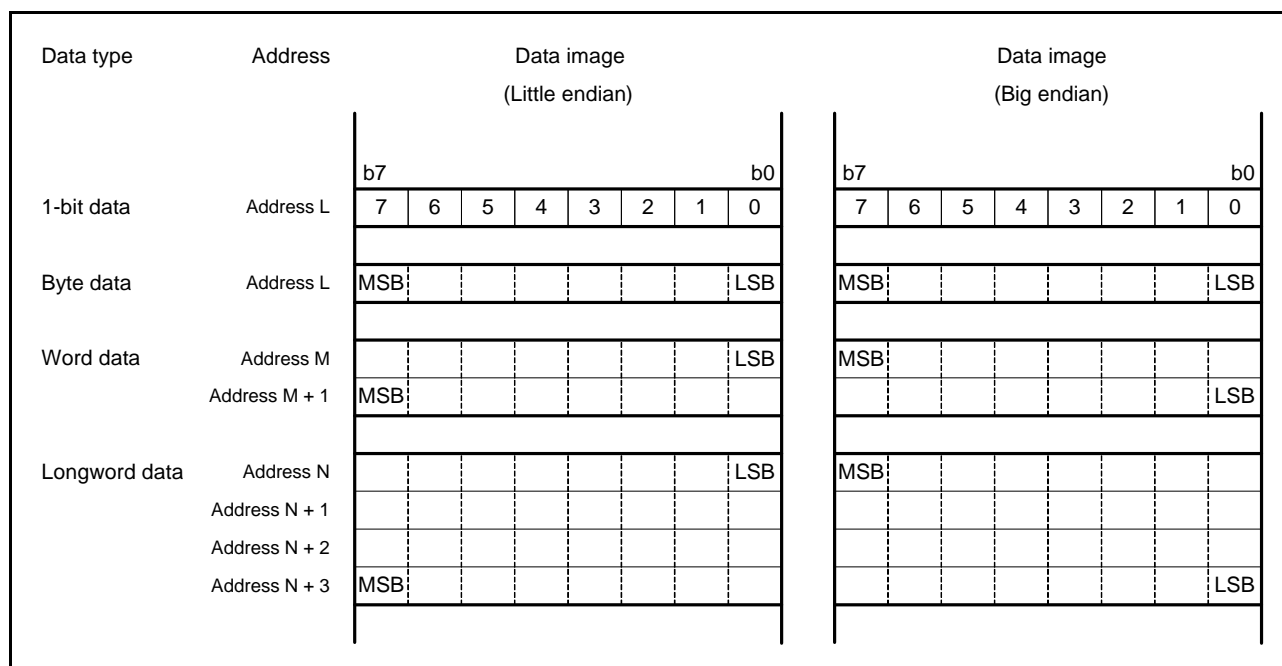 Data type Address Data image Data image
(Little endian) (Big endian)
b7 b0 b7 b0
1-bit data Address L 7 6 5 4 3 2 1 0 7 6 5 4 3 2 1 0
Byte data Address L MSB LSB MSB LSB
Word data Address M LSB MSB
Address M + 1 MSB LSB
Longword data Address N LSB MSB
Address N + 1
Address N + 2
Address N + 3 MSB LSB